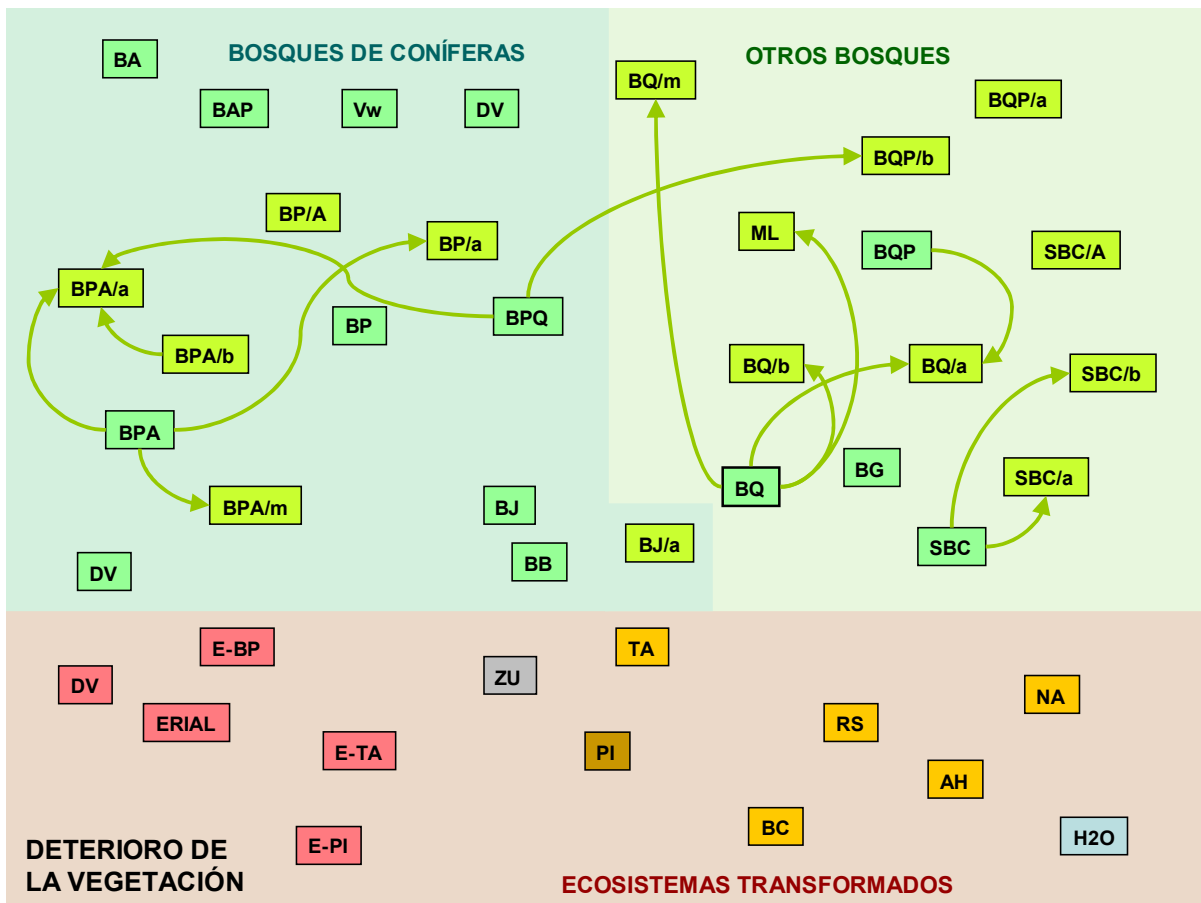 BA
BOSQUES DE CONÍFERAS
OTROS BOSQUES
BQ/m
BQP/a
BAP
Vw
DV
BQP/b
BP/A
BP/a
ML
BQP
SBC/A
BPA/a
BPQ
BP
BPA/b
BQ/b
BQ/a
SBC/b
BPA
BG
BQ
SBC/a
BPA/m
BJ
BJ/a
SBC
BB
DV
E-BP
TA
ZU
DV
NA
ERIAL
RS
E-TA
PI
AH
BC
H2O
E-PI
DETERIORO DE
LA VEGETACIÓN
ECOSISTEMAS TRANSFORMADOS